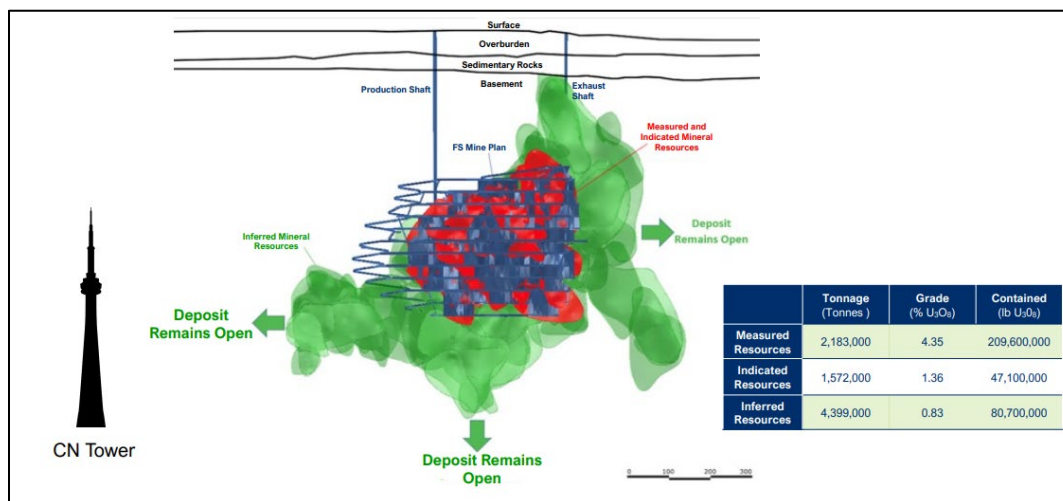 Surface
Overburden
Sedimentary Rocks
Basement
Production Shaft
Exhaust
Shaft
Measured and
Indicated Mineral
Resources
FS Mine Plan
Inferred Mineral
Resources
Deposit
Remains Open
Deposit
Remains Open
Deposit Remains
Open
CN Tower
Tonnage Grade Contained
(Tonnes ) (% U₃O₈) (lb U₃₀₈)
Measured
Resources 2,183,000 4.35 209,600,000
Indicated
Resources 1,572,000 1.36 47,100,000
Inferred
Resources 4,399,000 0.83 80,700,000
0 100 200 300